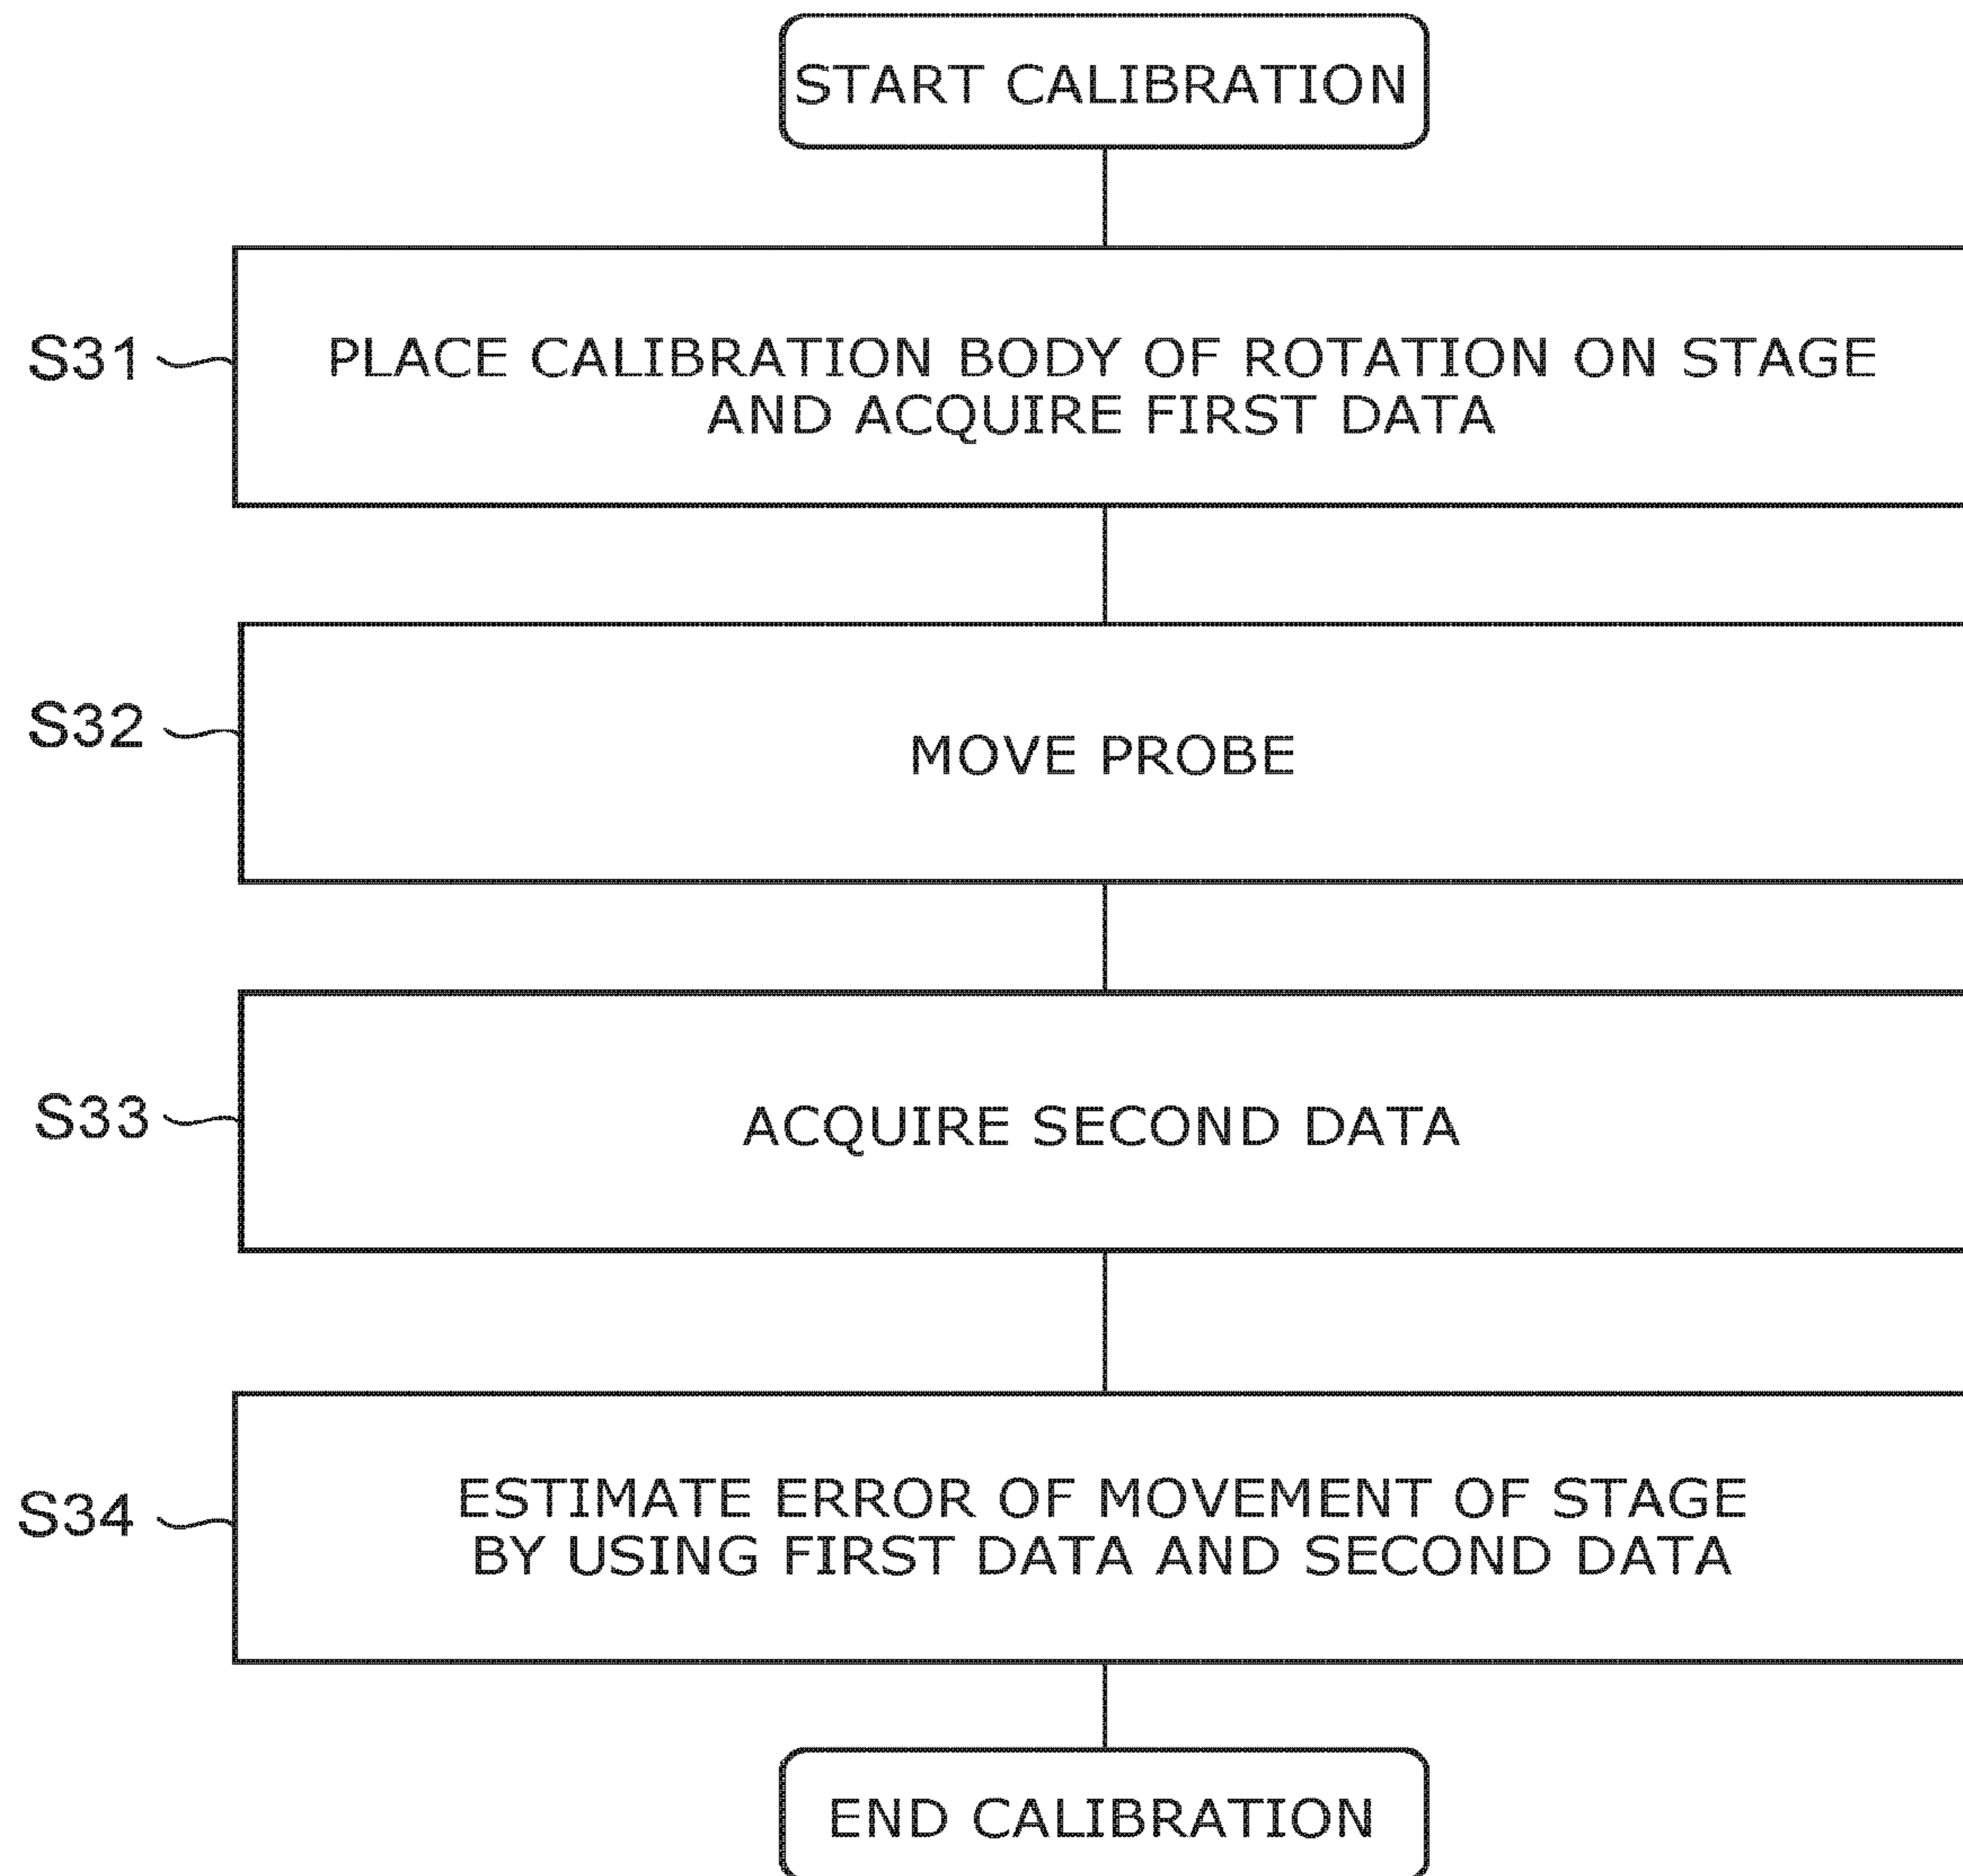 START CALIBRATION
S31
PLACE CALIBRATION BODY OF ROTATION ON STAGE
AND ACQUIRE FIRST DATA
S32
MOVE PROBE
S33
ACQUIRE SECOND DATA
S34
ESTIMATE ERROR OF MOVEMENT OF STAGE
BY USING FIRST DATA AND SECOND DATA
END CALIBRATION